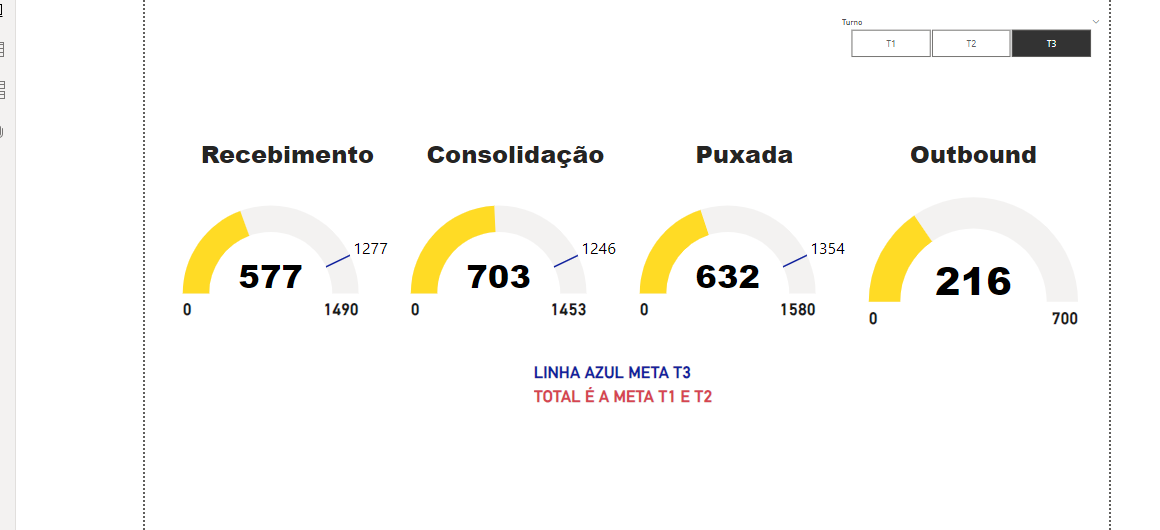 Turno
T1 T2 T3
Recebimento Consolidação Puxada Outbound
1277 1246 1354
577 703 632 216
0 1490 0 1453 0 1580 0 700
LINHA AZUL META T3
TOTAL É A META T1 E T2